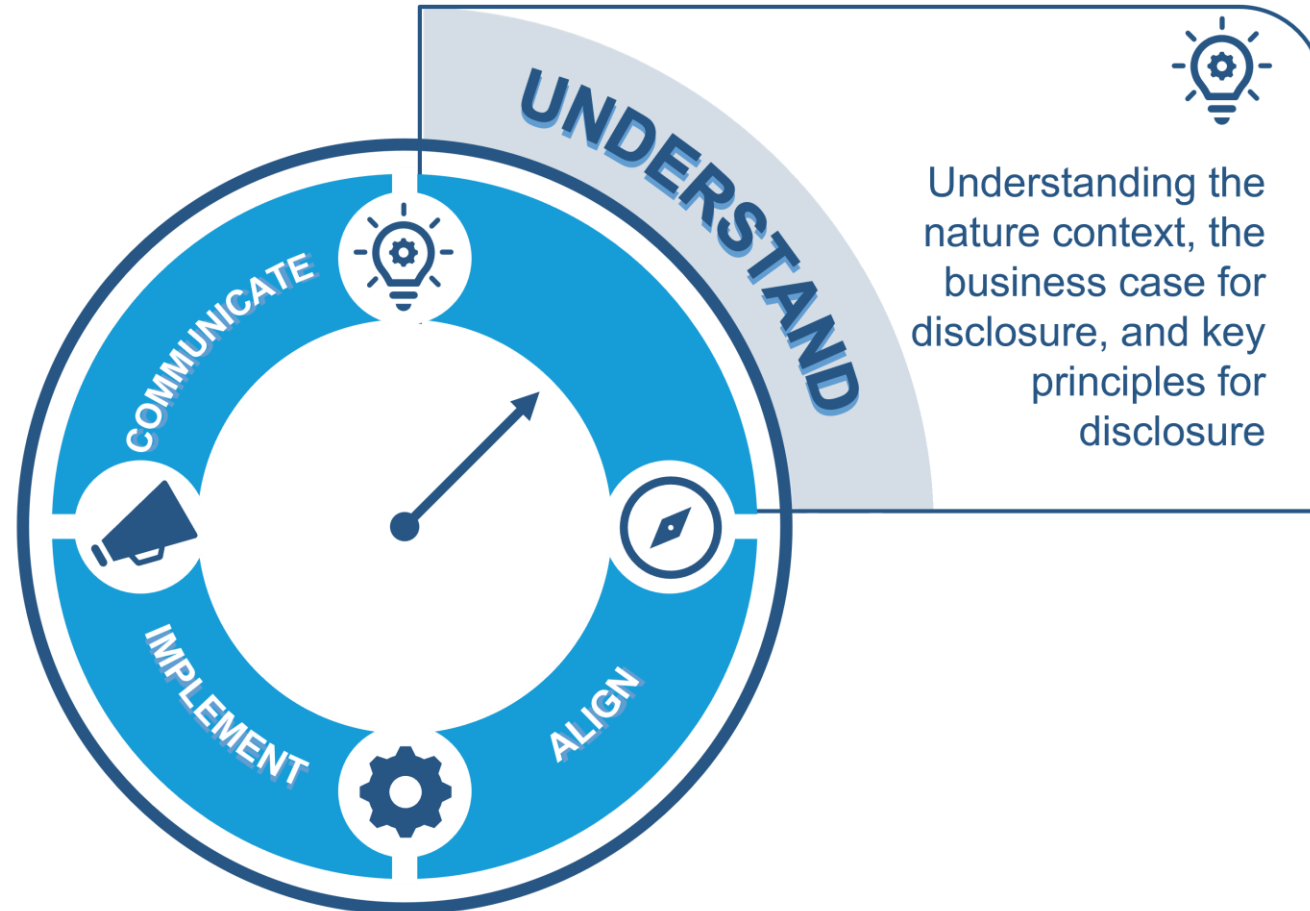 UNDERSTAND
Understanding the
nature context, the
business case for
disclosure, and key
principles for
disclosure
COMMUNICATE
IMPLEMENT
ALIGN